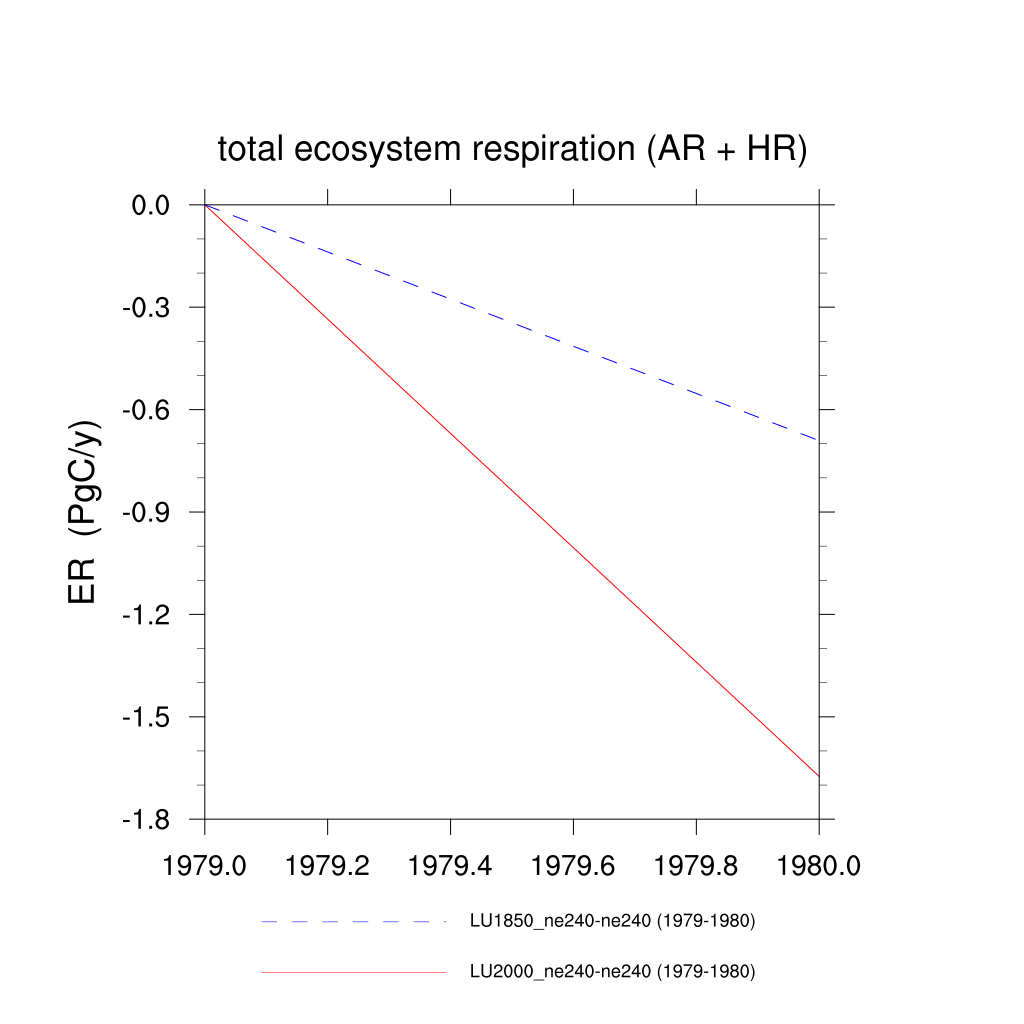 total ecosystem respiration (AR + HR)
ER (PgC/y)
0.0
-0.3
-0.6
-0.9
-1.2
-1.5
-1.8
1979.0 1979.2 1979.4 1979.6 1979.8 1980.0
LU1850_ne240-ne240 (1979-1980)
LU2000_ne240-ne240 (1979-1980)